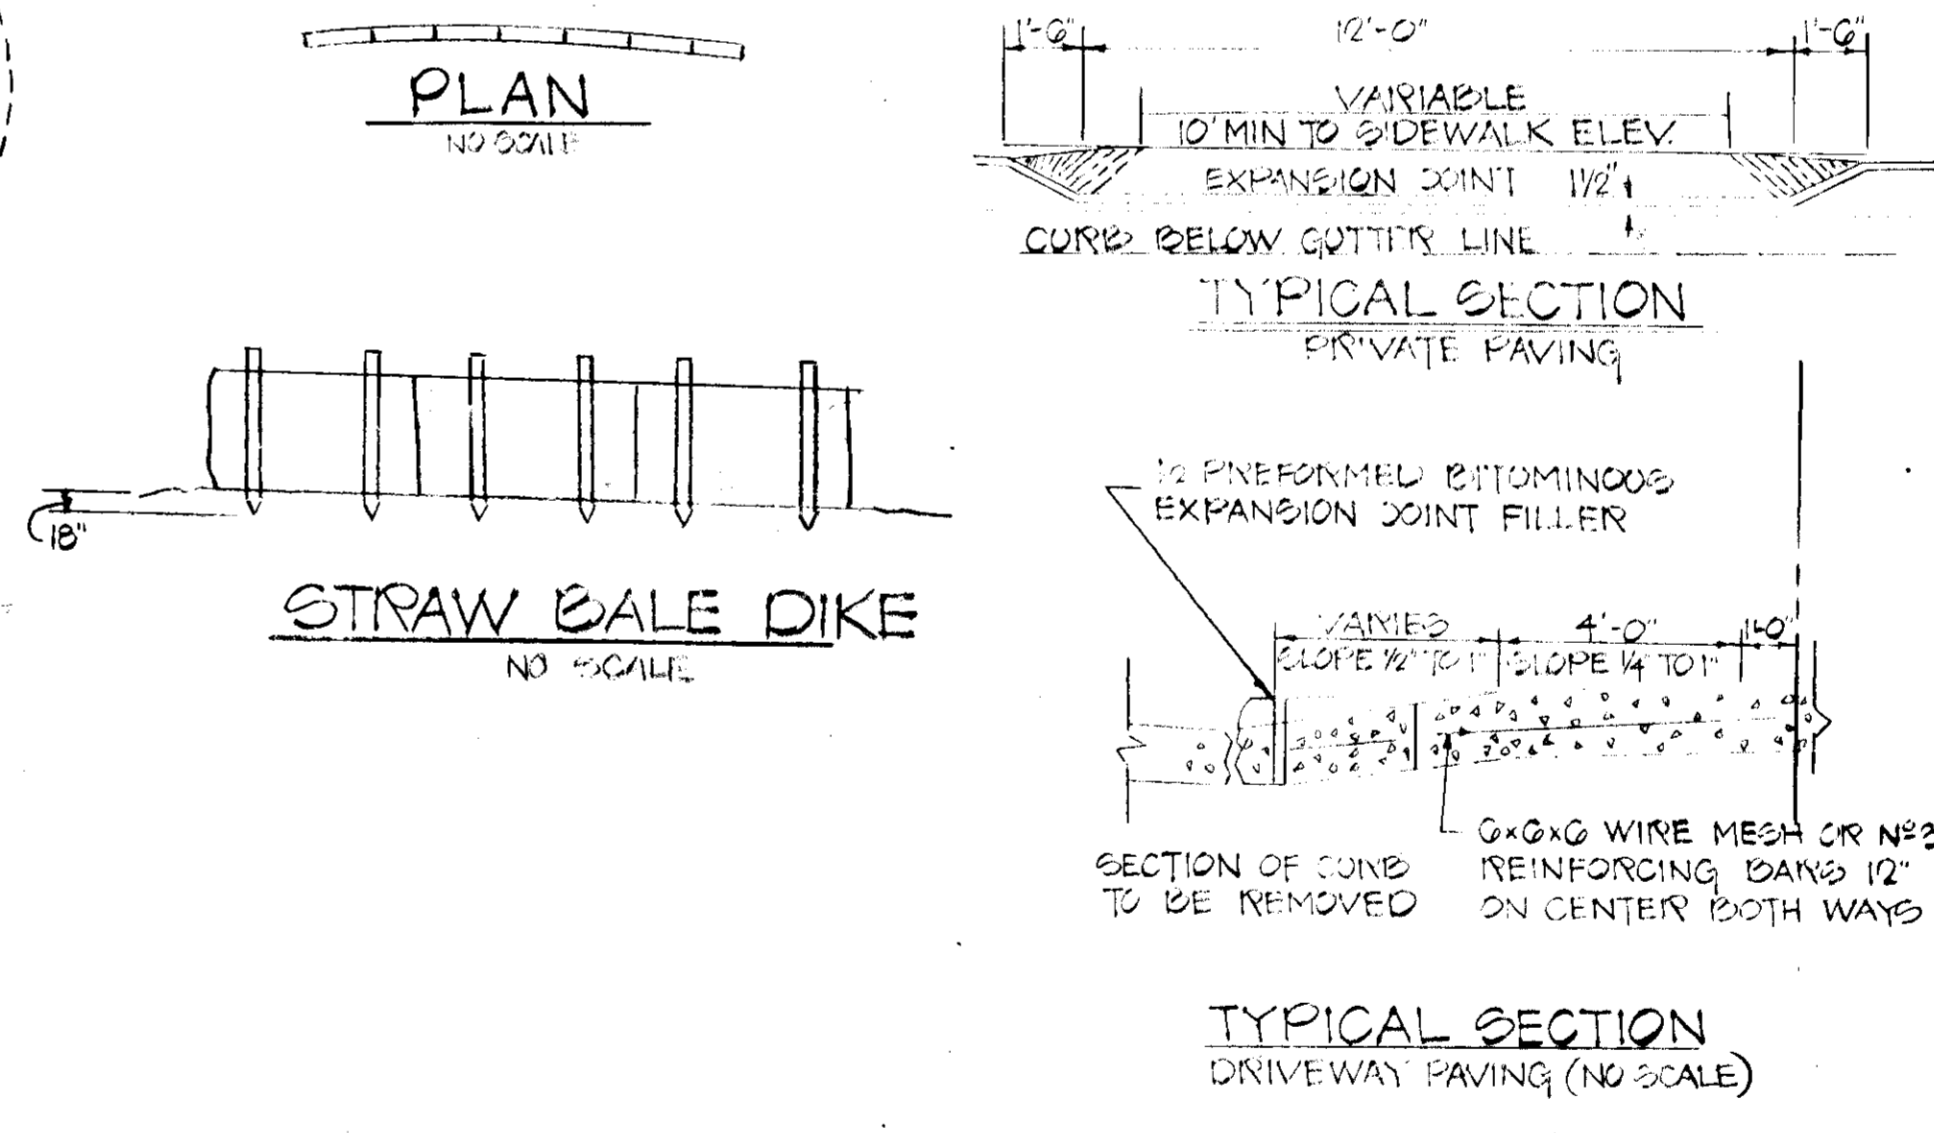 PLAN
NO SCALE
18"
STRAW BALE DIKE
NO SCALE
1'-6" 12'-0" 1'-6"
VARIABLE
10' MIN TO SIDEWALK ELEV.
EXPANSION JOINT 1 1/2"
CURB BELOW GUTTER LINE
TYPICAL SECTION
PRIVATE PAVING
1/2 PREFORMED BITUMINOUS
EXPANSION JOINT FILLER
VARIES 4'-0" 1'-0"
SLOPE 1/2" TO 1" SLOPE 1/4" TO 1"
SECTION OF CURB
TO BE REMOVED
6x6x6 WIRE MESH OR Nº3
REINFORCING BARS 12"
ON CENTER BOTH WAYS
TYPICAL SECTION
DRIVEWAY PAVING (NO SCALE)